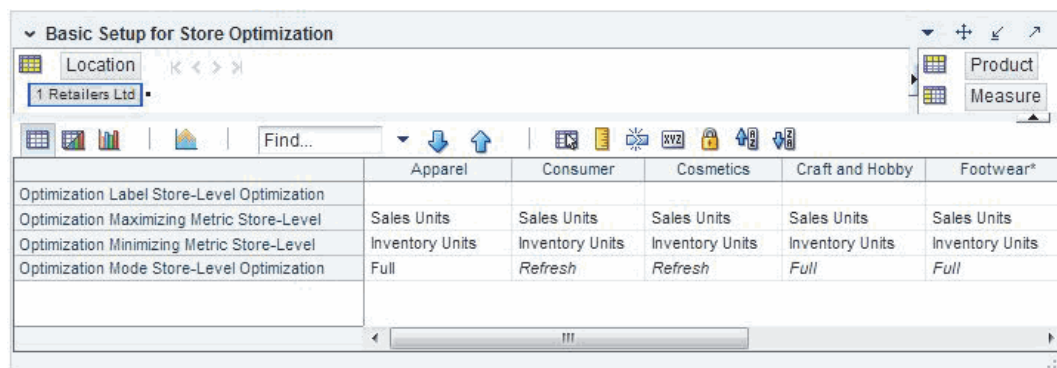 Basic Setup for Store Optimization
Location
Product
1 Retailers Ltd
Measure
Find...
XYZ
A Z
Z A
Apparel Consumer Cosmetics Craft and Hobby Footwear*
Optimization Label Store-Level Optimization
Optimization Maximizing Metric Store-Level Sales Units Sales Units Sales Units Sales Units Sales Units
Optimization Minimizing Metric Store-Level Inventory Units Inventory Units Inventory Units Inventory Units Inventory Units
Optimization Mode Store-Level Optimization Full Refresh Refresh Full Full